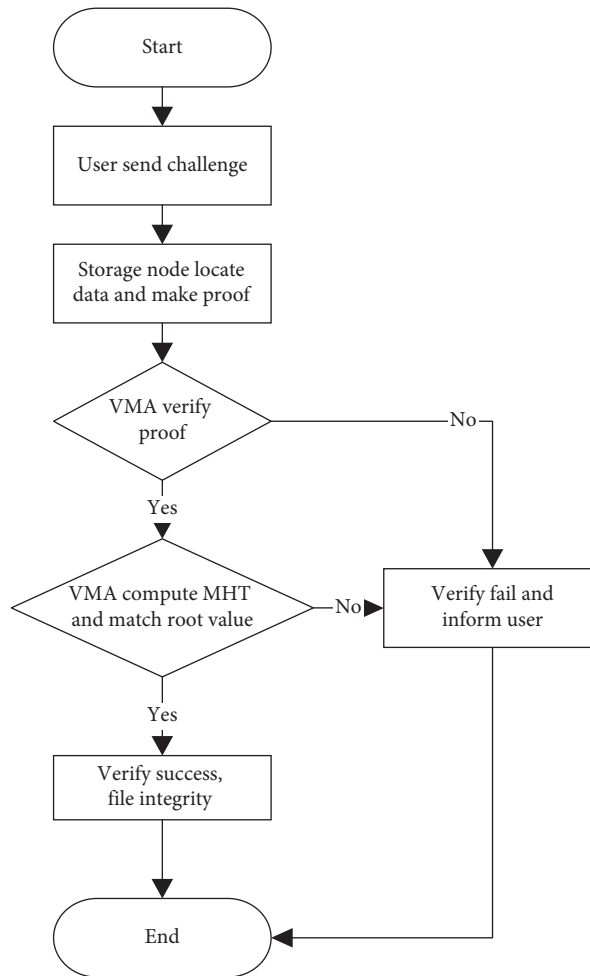 Start
User send challenge
Storage node locate
data and make proof
VMA verify
proof
No
Yes
VMA compute MHT
and match root value
No
Verify fail and
inform user
Yes
Verify success,
file integrity
End